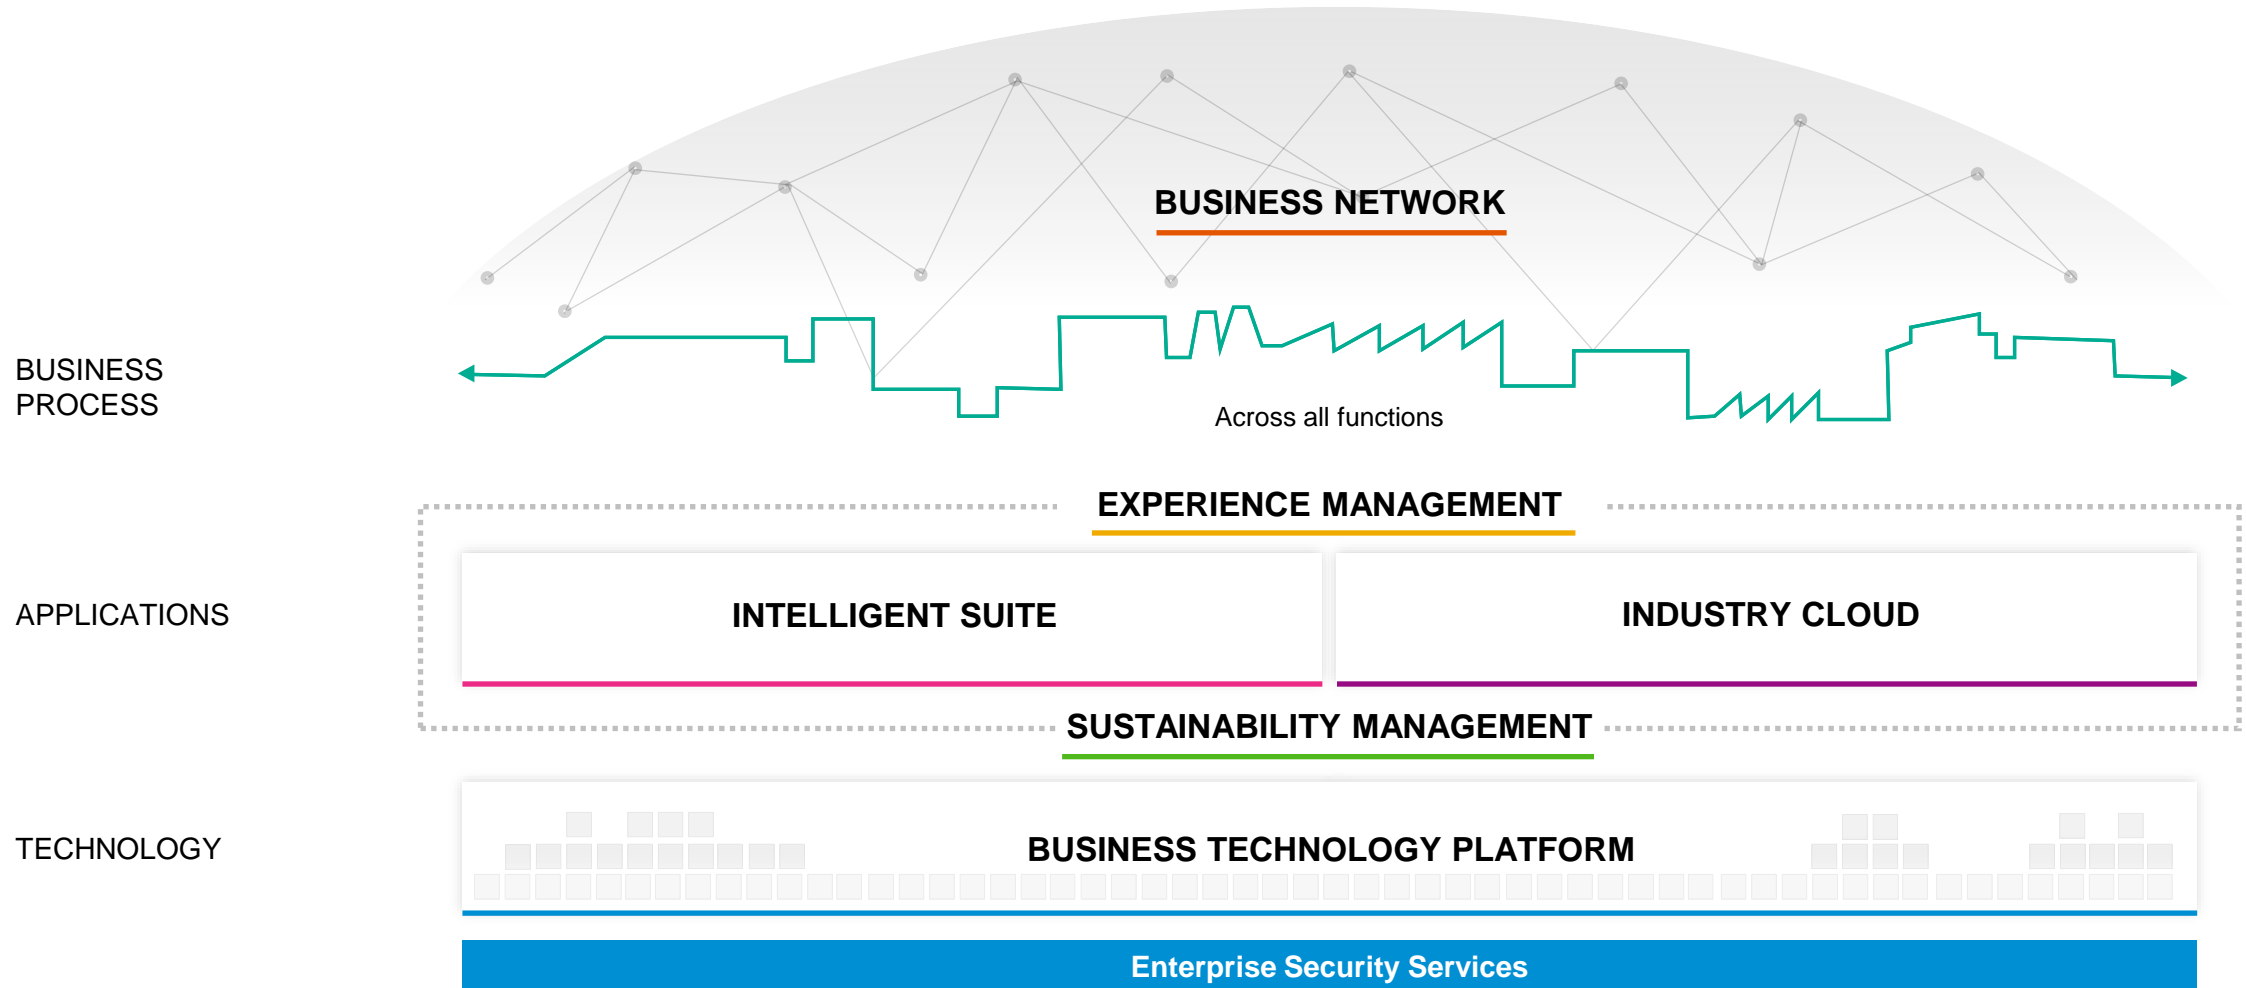 BUSINESS NETWORK
BUSINESS
PROCESS
Across all functions
EXPERIENCE MANAGEMENT
APPLICATIONS
INTELLIGENT SUITE
INDUSTRY CLOUD
SUSTAINABILITY MANAGEMENT
TECHNOLOGY
BUSINESS TECHNOLOGY PLATFORM
Enterprise Security Services